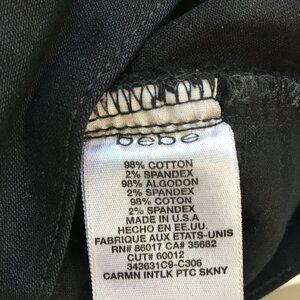 bebe
98% COTTON
2% SPANDEX
98% ALGODON
2% SPANDEX
98% COTON
2% SPANDEX
MADE IN U.S.A
HECHO EN EE.UU.
FABRIQUE AUX ETATS-UNIS
RN# 86017 CA# 35682
CUT# 60012
343631C9-C306
CARMN INTLK PTC SKNY